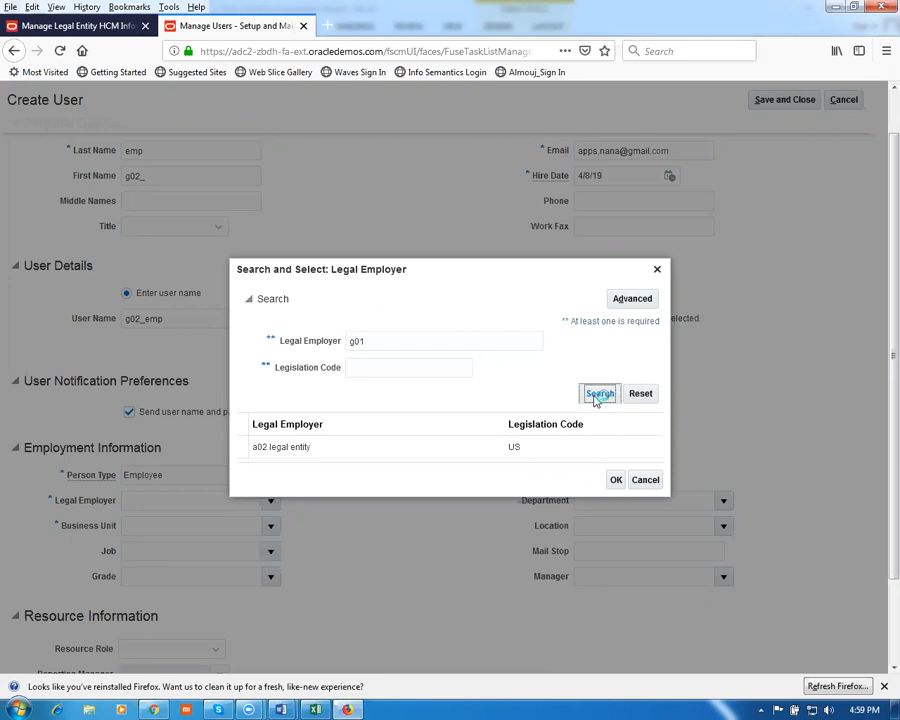 File Edit View History Bookmarks Tools Help
Manage Legal Entity HCM Info
Manage Users - Setup and Mai
https://adc2-zbdh-fa-ext.oracledemos.com/fscmUI/faces/FuseTaskListManag
Search
Most Visited Getting Started Suggested Sites Web Slice Gallery Waves Sign In Info Semantics Login Almouj_Sign In
Create User
Save and Close Cancel
* Last Name emp
* Email apps.nana@gmail.com
First Name g02_
* Hire Date 4/8/19
Middle Names
Phone
Title
Work Fax
User Details
Enter user name
User Name g02_emp
selected.
User Notification Preferences
Send user name and p
Employment Information
* Person Type Employee
* Legal Employer
Department
* Business Unit
Location
Job
Mail Stop
Grade
Manager
Resource Information
Resource Role
Search and Select: Legal Employer
Search
Advanced
** At least one is required
** Legal Employer g01
** Legislation Code
Search Reset
Legal Employer Legislation Code
a02 legal entity US
OK Cancel
Looks like you've reinstalled Firefox. Want us to clean it up for a fresh, like-new experience?
Refresh Firefox...
4:59 PM